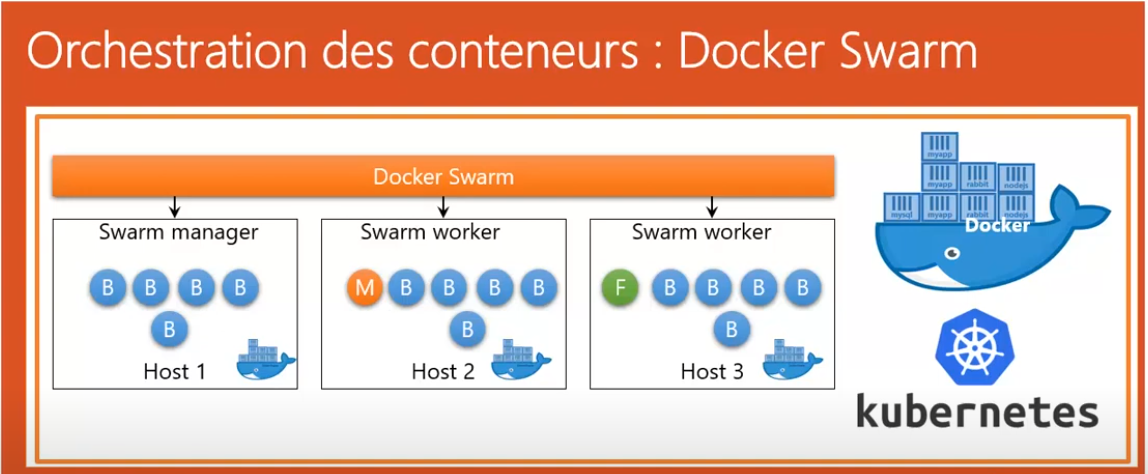 Orchestration des conteneurs : Docker Swarm
Docker Swarm
Swarm manager
B B B B
B
Host 1
Swarm worker
M B B B B
B
Host 2
Swarm worker
F B B B B
B
Host 3
myapp
myapp rabbit nodejs
mysql myapp rabbit nodejs
Docker
kubernetes